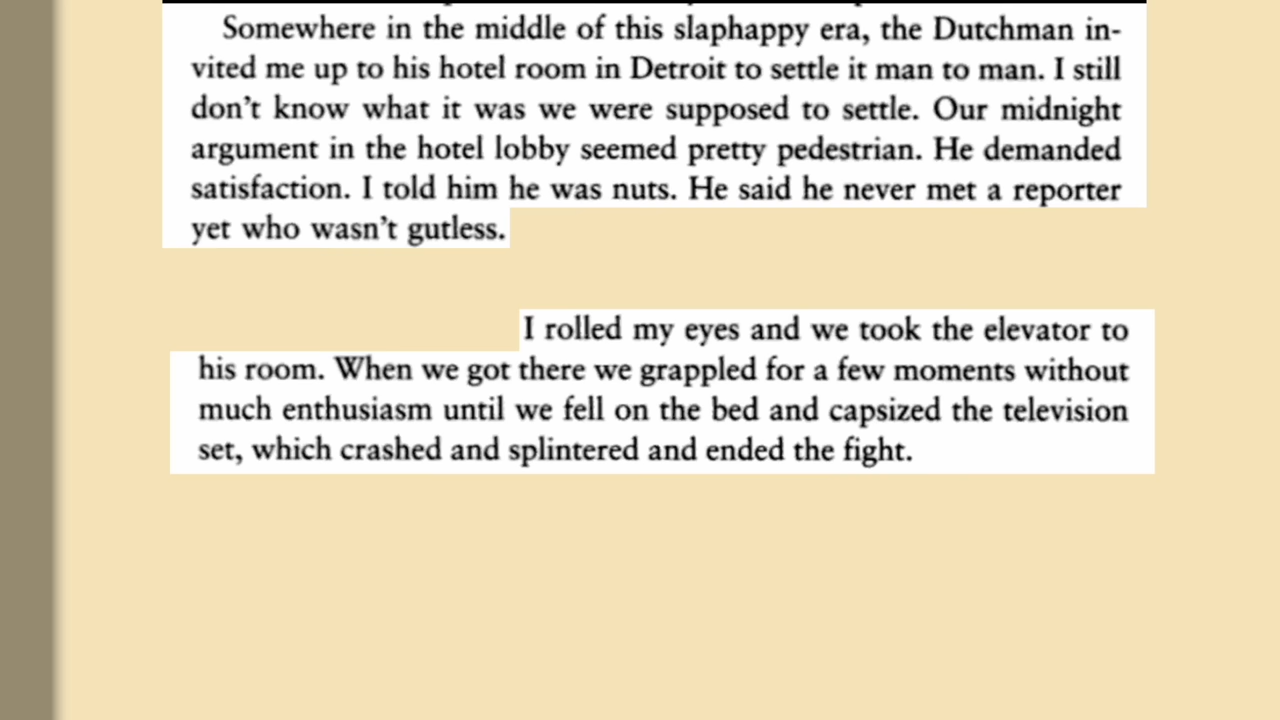 Somewhere in the middle of this slaphappy era, the Dutchman in-
vited me up to his hotel room in Detroit to settle it man to man. I still
don't know what it was we were supposed to settle. Our midnight
argument in the hotel lobby seemed pretty pedestrian. He demanded
satisfaction. I told him he was nuts. He said he never met a reporter
yet who wasn't gutless.
I rolled my eyes and we took the elevator to
his room. When we got there we grappled for a few moments without
much enthusiasm until we fell on the bed and capsized the television
set, which crashed and splintered and ended the fight.